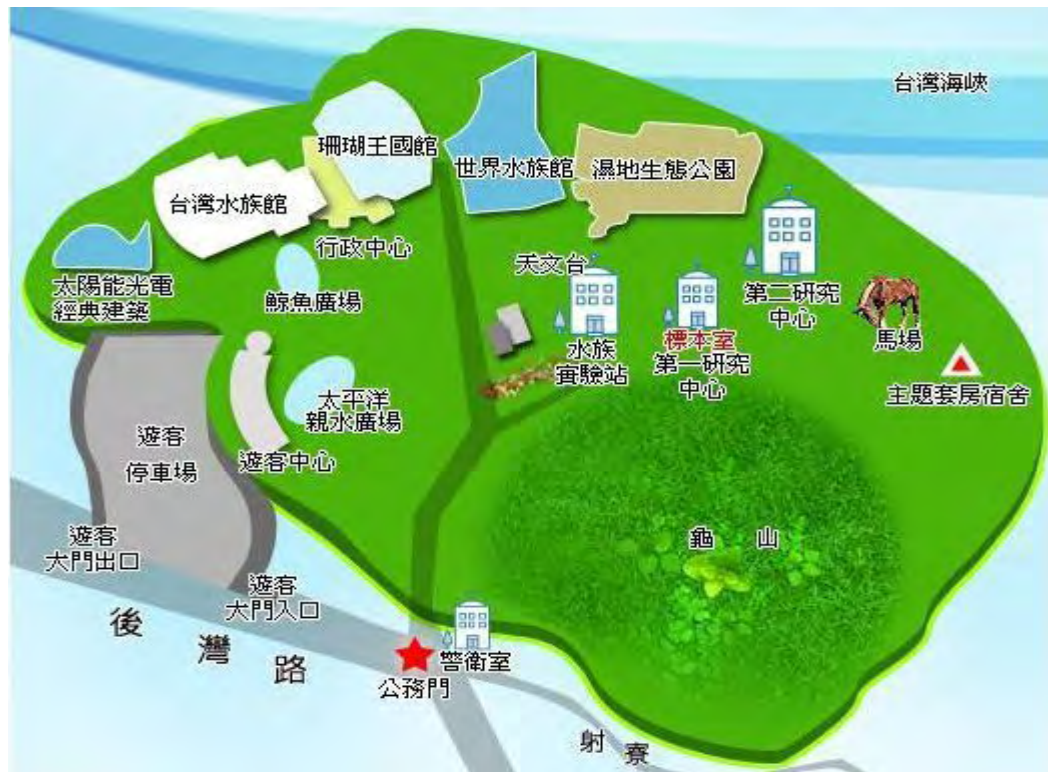 台灣海峽
珊瑚王國館
世界水族館
濕地生態公園
台灣水族館
行政中心
太陽能光電
經典建築
鯨魚廣場
天文台
水族
實驗站
標本室
第一研究
中心
第二研究
中心
馬場
主題套房宿舍
太平洋
親水廣場
遊客
停車場
遊客中心
龜山
遊客
大門出口
遊客
大門入口
後灣路
警衛室
公務門
射寮